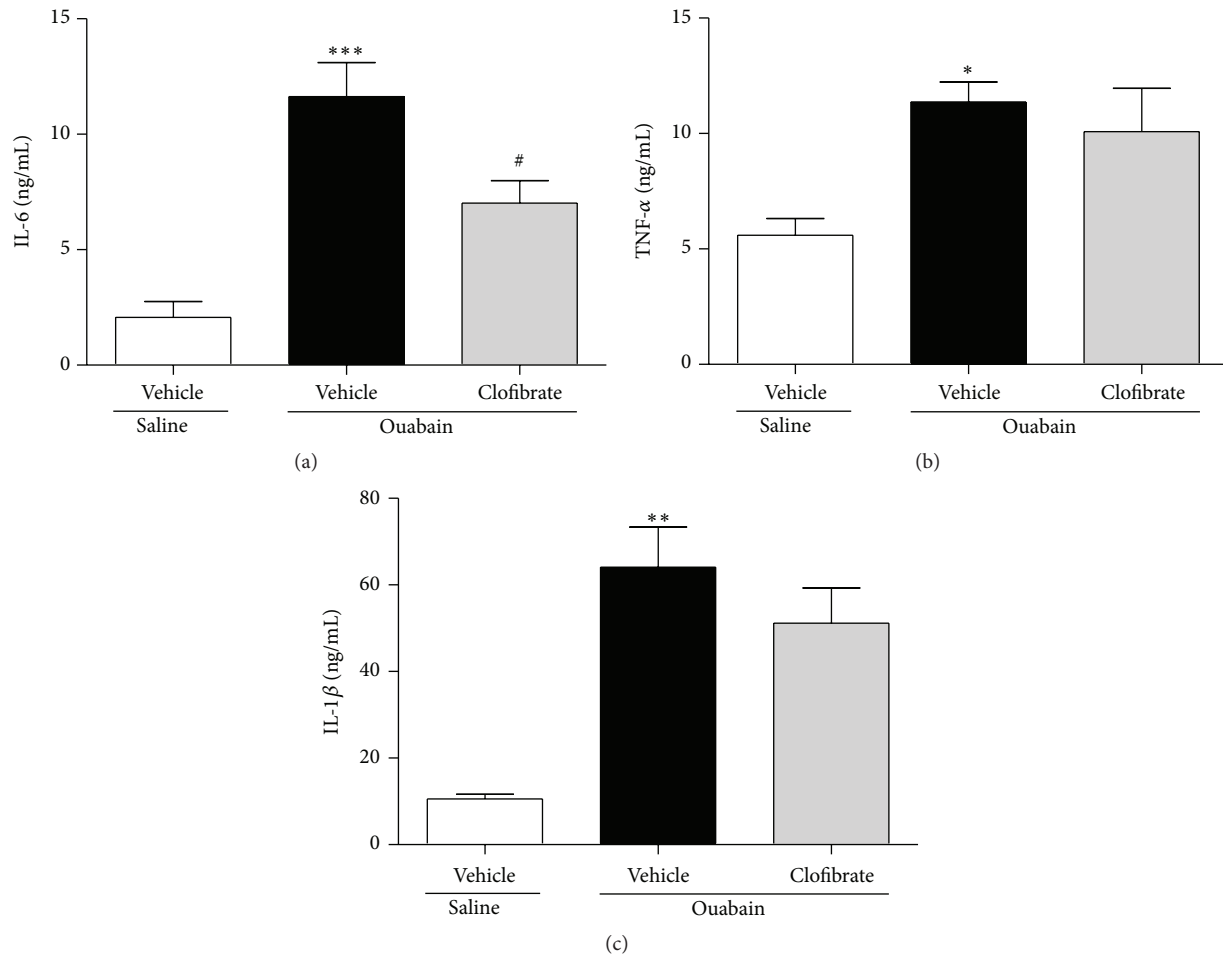 15
10
5
0
IL-6 (ng/mL)
***
#
Vehicle Vehicle Clofibrate
Saline Ouabain
(a)
15
10
5
0
TNF-α (ng/mL)
*
Vehicle Vehicle Clofibrate
Saline Ouabain
(b)
80
60
40
20
0
IL-1β (ng/mL)
**
Vehicle Vehicle Clofibrate
Saline Ouabain
(c)